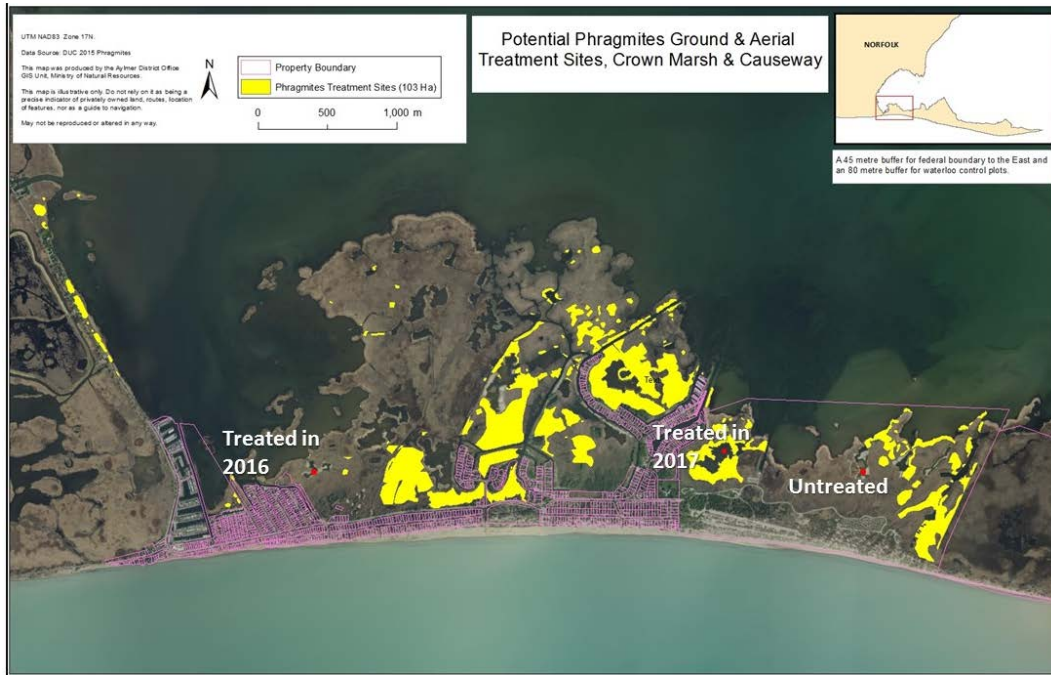 UTM NAD83 Zone 17N
Data Source: DUC 2015 Phragmites
This map was produced by the Aylmer District Office
GIS Unit, Ministry of Natural Resources.
This map is illustrative only. Do not rely on it as being a
precise indicator of privately owned land, routes, location
of features, nor as a guide to navigation.
May not be reproduced or altered in any way.
N
Property Boundary
Phragmites Treatment Sites (103 Ha)
0 500 1,000 m
Potential Phragmites Ground & Aerial
Treatment Sites, Crown Marsh & Causeway
NORFOLK
A 45 metre buffer for federal boundary to the East and
an 80 metre buffer for waterloo control plots.
Treated in
2016
Treated in
2017
Untreated